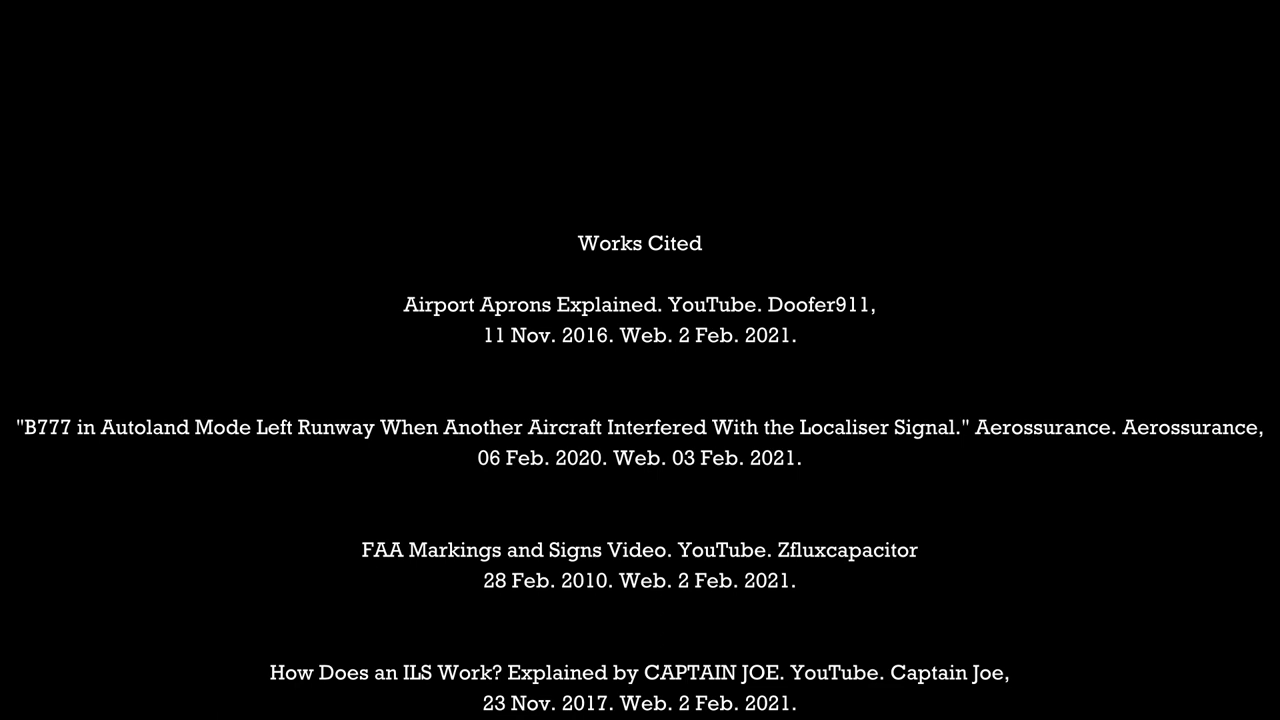 Works Cited
Airport Aprons Explained. YouTube. Doofer911,
11 Nov. 2016. Web. 2 Feb. 2021.
"B777 in Autoland Mode Left Runway When Another Aircraft Interfered With the Localiser Signal." Aerossurance. Aerossurance,
06 Feb. 2020. Web. 03 Feb. 2021.
FAA Markings and Signs Video. YouTube. Zfluxcapacitor
28 Feb. 2010. Web. 2 Feb. 2021.
How Does an ILS Work? Explained by CAPTAIN JOE. YouTube. Captain Joe,
23 Nov. 2017. Web. 2 Feb. 2021.